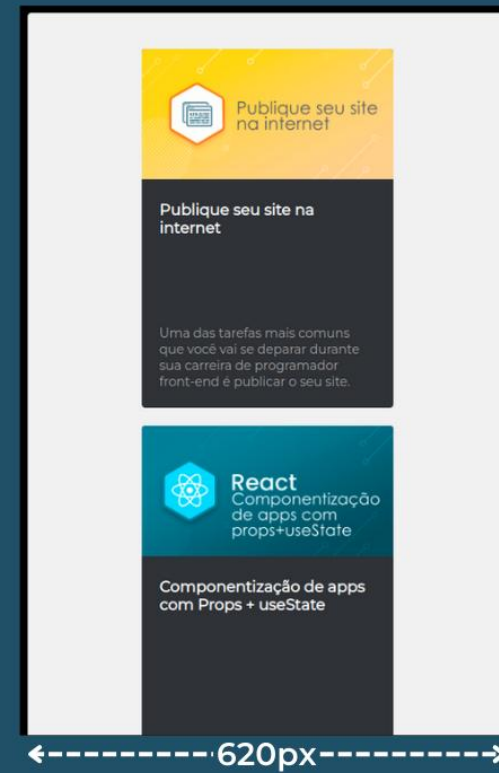 Publique seu site
na internet
Publique seu site na
internet
Uma das tarefas mais comuns
que você vai se deparar durante
sua carreira de programador
front-end é publicar o seu site.
React
Componentização
de apps com
props+useState
Componentização de apps
com Props + useState
620px